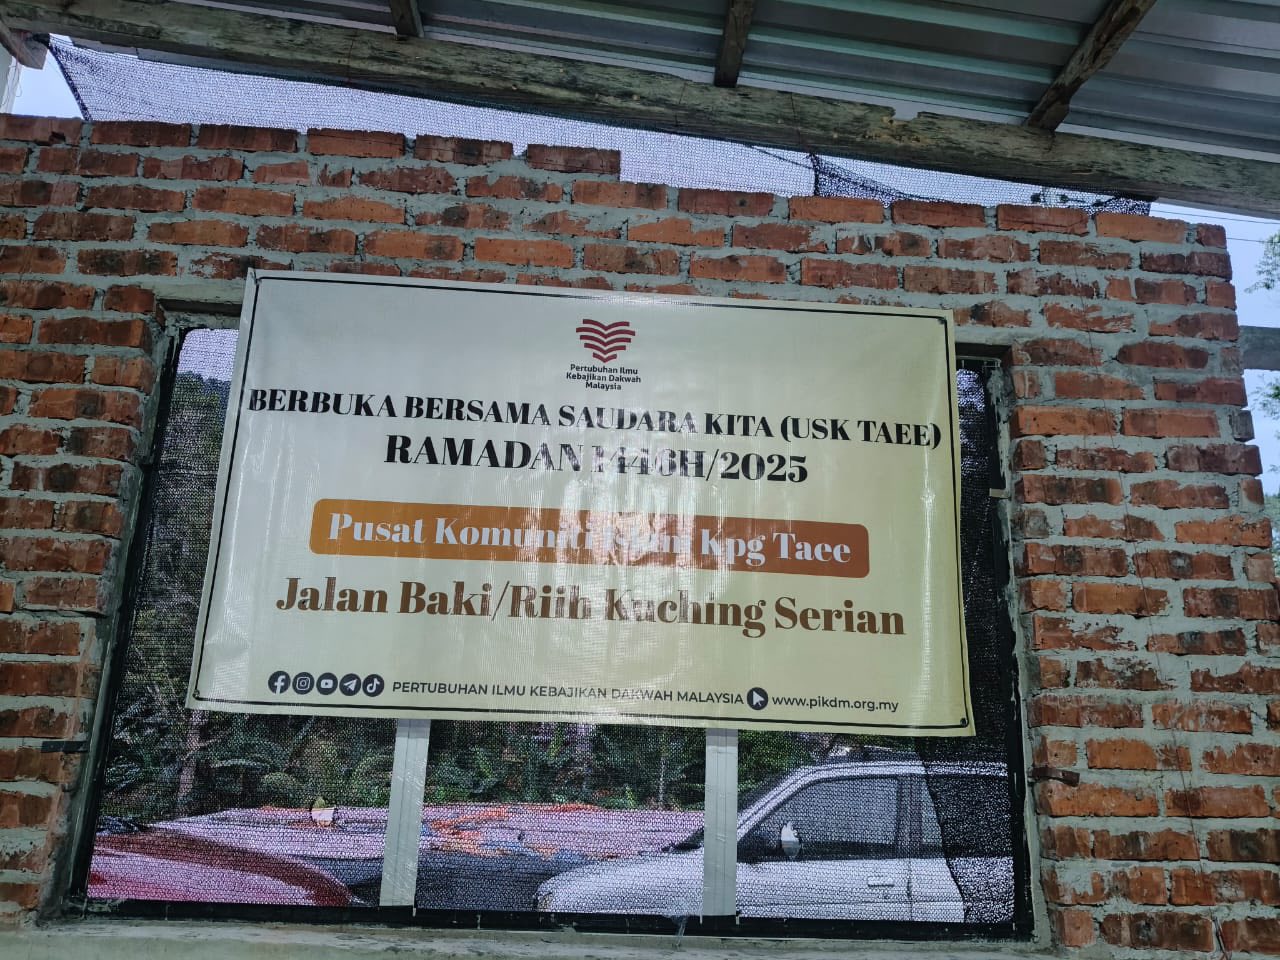 Pertubuhan Ilmu
Kebajikan Dakwah
Malaysia
BERBUKA BERSAMA SAUDARA KITA (USK TAEE)
RAMADAN 1446H/2025
Pusat Komuniti Islam Kpg Taee
Jalan Baki/Riih Kuching Serian
PERTUBUHAN ILMU KEBAJIKAN DAKWAH MALAYSIA www.pikdm.org.my